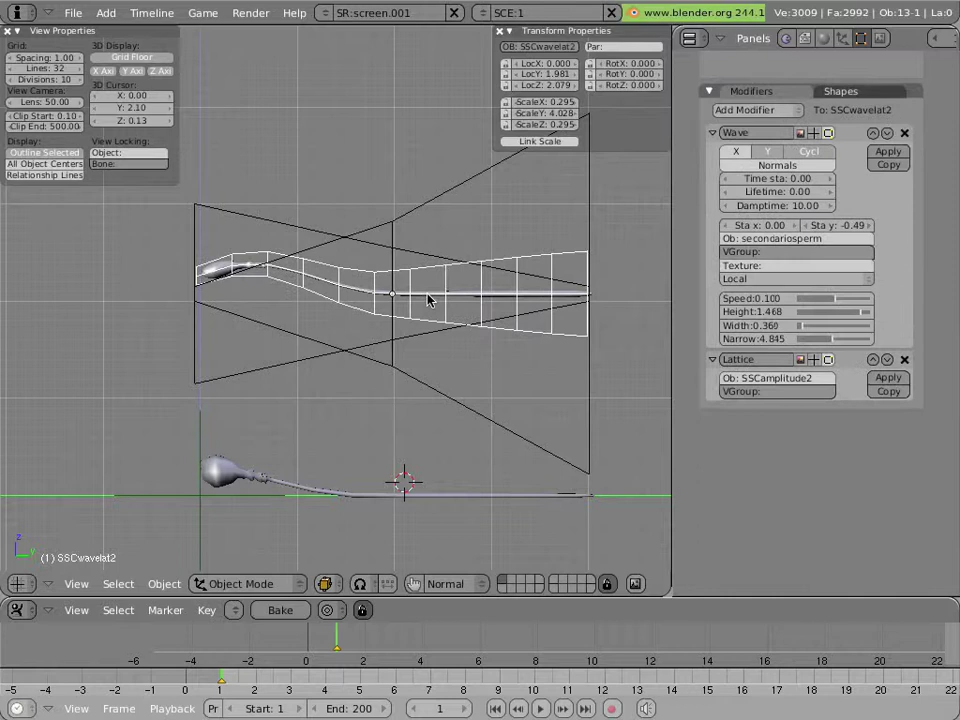 File Add Timeline Game Render Help SR:screen.001 SCE:1 www.blender.org 244.1 Ve:3009 | Fa:2992 | Ob:13-1 | La:0
View Properties
Grid:
Spacing: 1.00
Lines: 32
Divisions: 10
View Camera:
Lens: 50.00
Clip Start: 0.10
Clip End: 500.00
Display:
Outline Selected
All Object Centers
Relationship Lines
3D Display:
Grid Floor
X Axi Y Axi Z Axi
3D Cursor:
X: 0.00
Y: 2.10
Z: 0.13
View Locking:
Object:
Bone:
Transform Properties
OB: SSCwavelat2 Par:
LocX: 0.000 RotX: 0.000
LocY: 1.981 RotY: 0.000
LocZ: 2.079 RotZ: 0.000
ScaleX: 0.295
ScaleY: 4.028
ScaleZ: 0.295
Link Scale
Panels
Modifiers Shapes
Add Modifier To: SSCwavelat2
Wave
X Y Cycl Apply
Normals Copy
Time sta: 0.00
Lifetime: 0.00
Damptime: 10.00
Sta x: 0.00 Sta y: -0.49
Ob: seconariosperm
VGroup:
Texture:
Local
Speed:0.100
Height:1.468
Width:0.360
Narrow:4.845
Lattice
Ob: SSCamplitude2 Apply
VGroup: Copy
z
y
(1) SSCwavelat2
View Select Object Object Mode Normal
View Select Marker Key Bake
-6 -4 -2 0 2 4 6 8 10 12 14 16 18 20 22
-5 -4 -3 -2 -1 0 1 2 3 4 5 6 7 8 9 10 11 12 13 14 15 16 17 18 19 20 21 22
View Frame Playback Pr Start: 1 End: 200 1